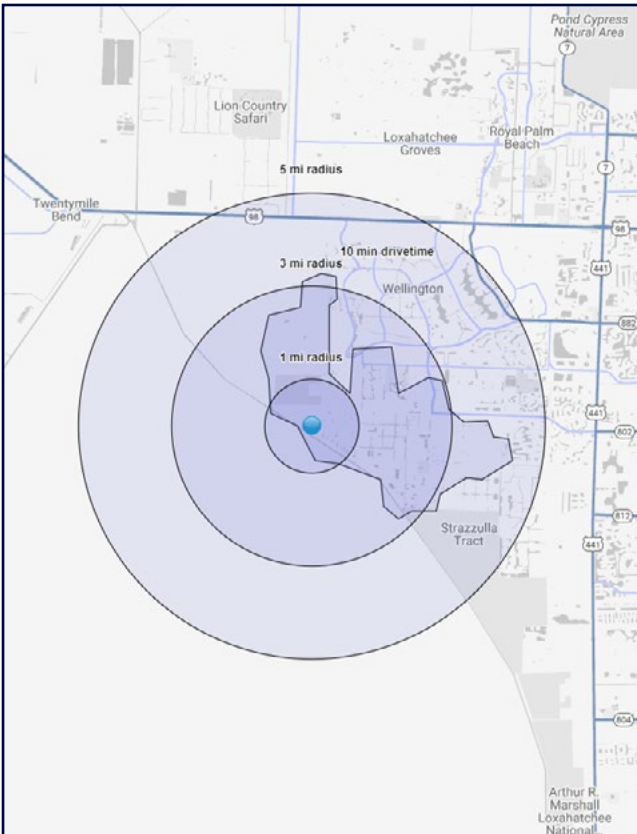 Pond Cypress
Natural Area
7
Lion Country
Safari
Loxahatchee
Groves
Royal Palm
Beach
5 mi radius
7
Twentymile
Bend
98
98
10 min drivetime
3 mi radius
441
Wellington
882
1 mi radius
441
802
812
Strazzulla
Tract
441
804
Arthur R.
Marshall
Loxahatchee
National...